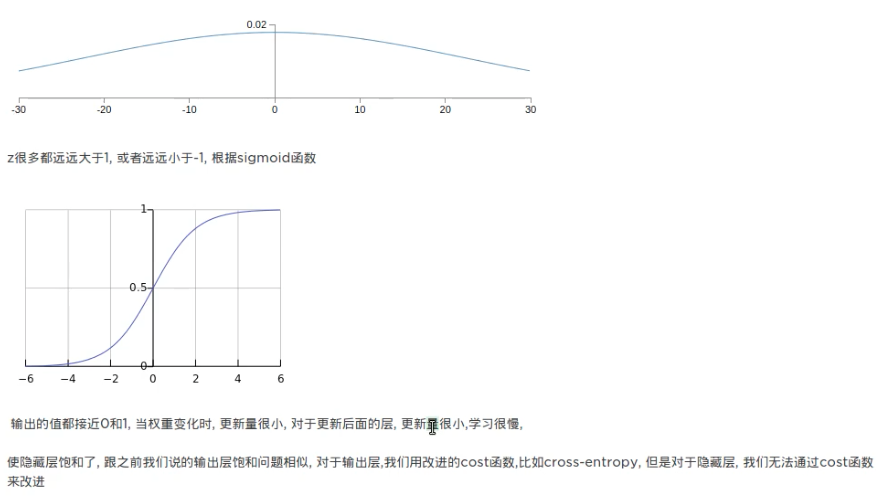 0.02
-30 -20 -10 0 10 20 30
z很多都远远大于1, 或者远远小于-1, 根据sigmoid函数
1
0.5
0
−6 −4 −2 0 2 4 6
输出的值都接近0和1, 当权重变化时, 更新量很小, 对于更新后面的层, 更新量很小,学习很慢,
使隐藏层饱和了, 跟之前我们说的输出层饱和问题相似, 对于输出层,我们用改进的cost函数,比如cross-entropy, 但是对于隐藏层, 我们无法通过cost函数
来改进